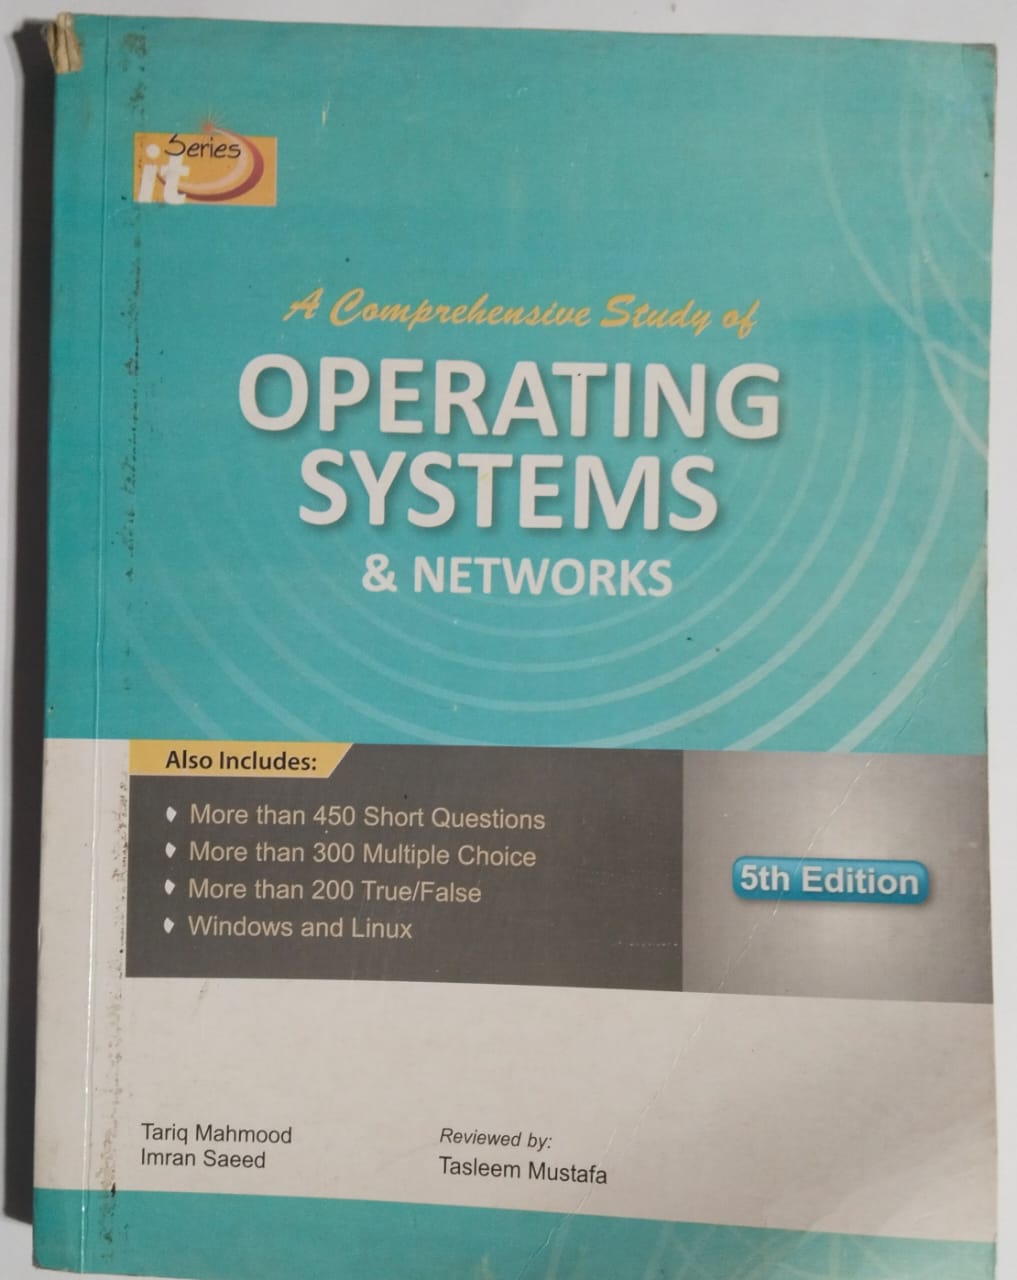 Series
it
A Comprehensive Study of
OPERATING
SYSTEMS
& NETWORKS
Also Includes:
More than 450 Short Questions
More than 300 Multiple Choice
More than 200 True/False
Windows and Linux
5th Edition
Tariq Mahmood
Imran Saeed
Reviewed by:
Tasleem Mustafa